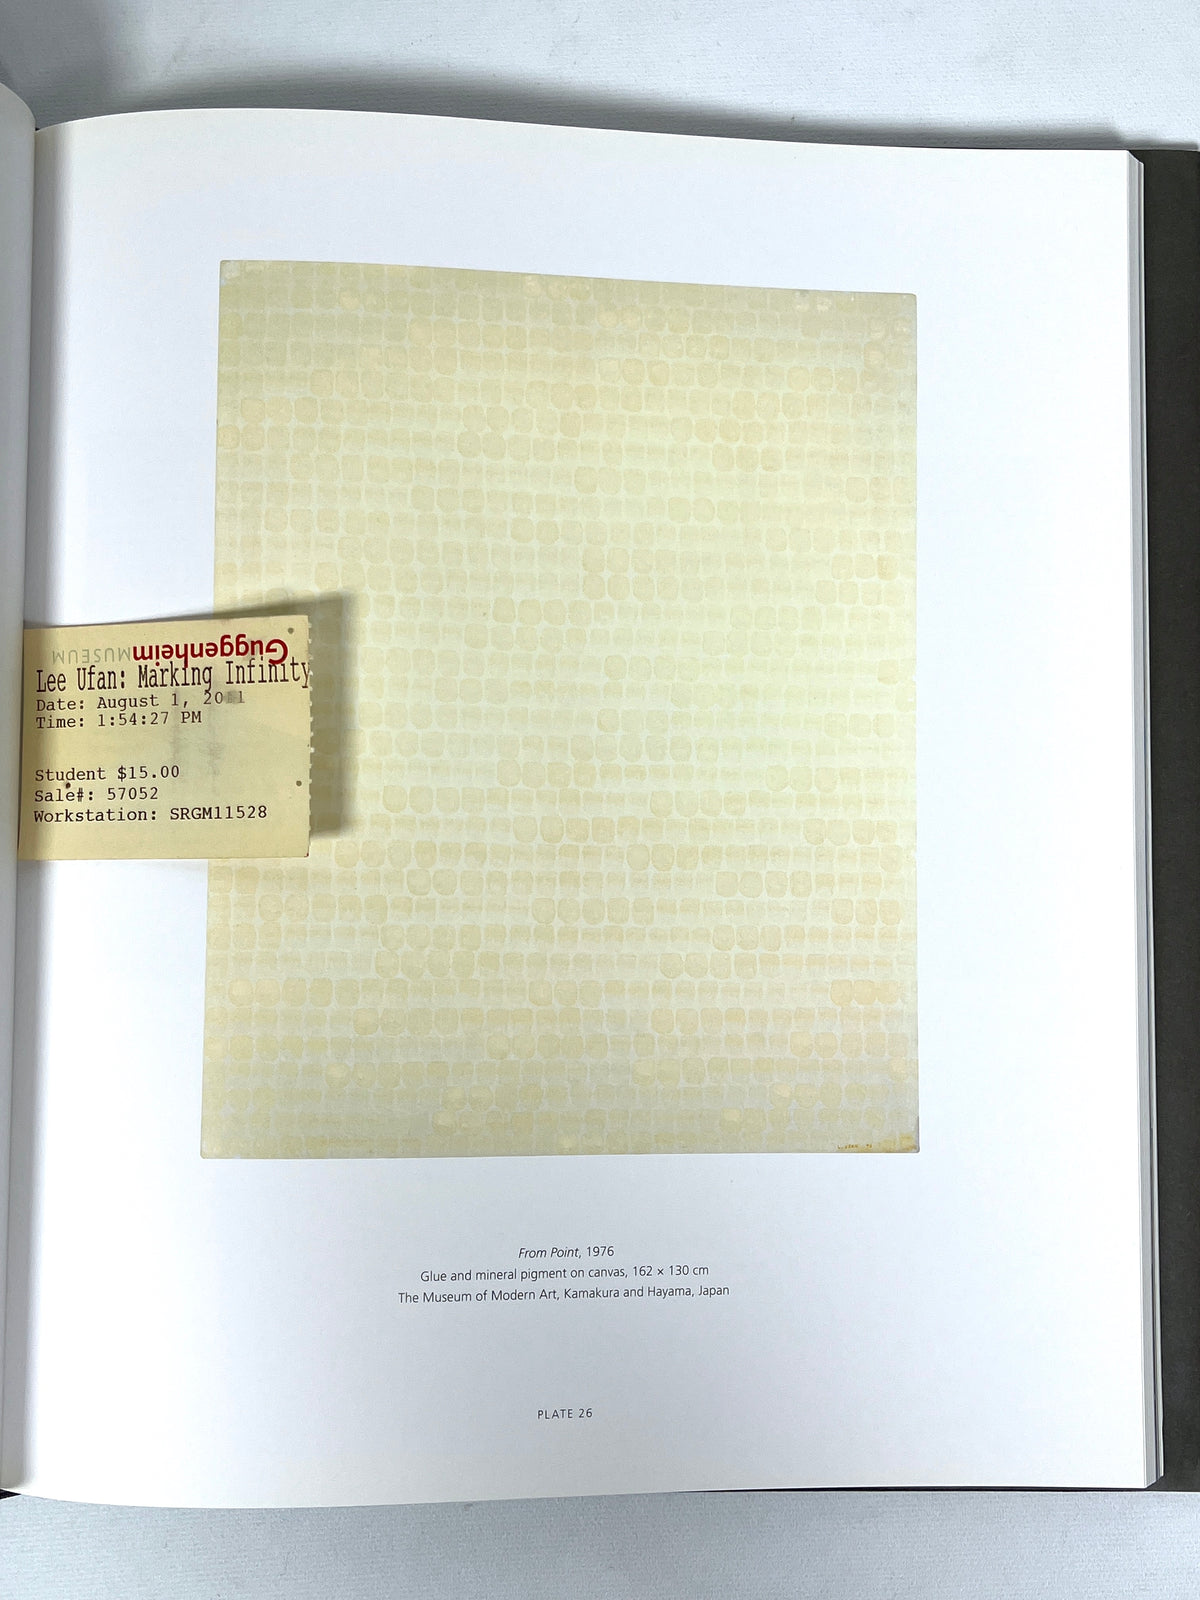 Guggenheim MUSEUM
Lee Ufan: Marking Infinity
Date: August 1, 2011
Time: 1:54:27 PM
Student $15.00
Sale#: 57052
Workstation: SRGM11528
From Point, 1976
Glue and mineral pigment on canvas, 162 × 130 cm
The Museum of Modern Art, Kamakura and Hayama, Japan
PLATE 26